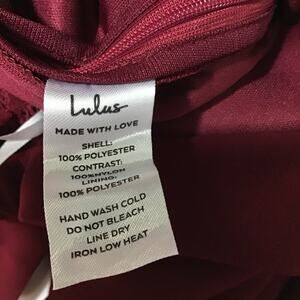 Lulus
MADE WITH LOVE
SHELL:
100% POLYESTER
CONTRAST:
100%NYLON
LINING:
100% POLYESTER
HAND WASH COLD
DO NOT BLEACH
LINE DRY
IRON LOW HEAT